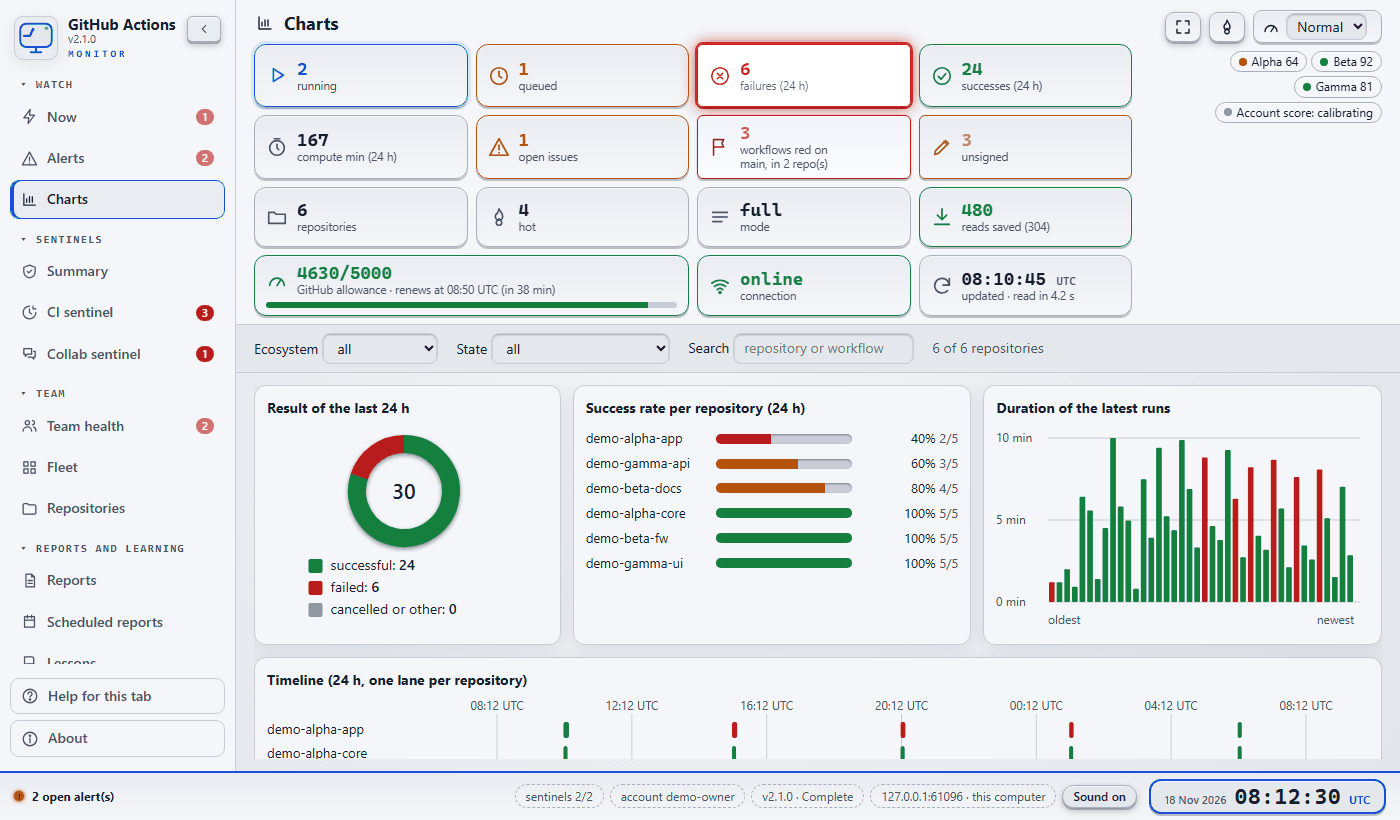 GitHub Actions
v2.1.0
MONITOR
WATCH
Now 1
Alerts 2
Charts
SENTINELS
Summary
CI sentinel 3
Collab sentinel 1
TEAM
Team health 2
Fleet
Repositories
REPORTS AND LEARNING
Reports
Scheduled reports
Lessons
Help for this tab
About
Charts
Normal
Alpha 64
Beta 92
Gamma 81
Account score: calibrating
2
running
1
queued
6
failures (24 h)
24
successes (24 h)
167
compute min (24 h)
1
open issues
3
workflows red on
main, in 2 repo(s)
3
unsigned
6
repositories
4
hot
full
mode
480
reads saved (304)
4630/5000
GitHub allowance · renews at 08:50 UTC (in 38 min)
online
connection
08:10:45 UTC
updated · read in 4.2 s
Ecosystem all State all Search repository or workflow 6 of 6 repositories
Result of the last 24 h
30
successful: 24
failed: 6
cancelled or other: 0
Success rate per repository (24 h)
demo-alpha-app 40% 2/5
demo-gamma-api 60% 3/5
demo-beta-docs 80% 4/5
demo-alpha-core 100% 5/5
demo-beta-fw 100% 5/5
demo-gamma-ui 100% 5/5
Duration of the latest runs
10 min
5 min
0 min
oldest newest
Timeline (24 h, one lane per repository)
08:12 UTC 12:12 UTC 16:12 UTC 20:12 UTC 00:12 UTC 04:12 UTC 08:12 UTC
demo-alpha-app
demo-alpha-core
2 open alert(s)
sentinels 2/2
account demo-owner
v2.1.0 · Complete
127.0.0.1:61096 · this computer
Sound on
18 Nov 2026 08:12:30 UTC